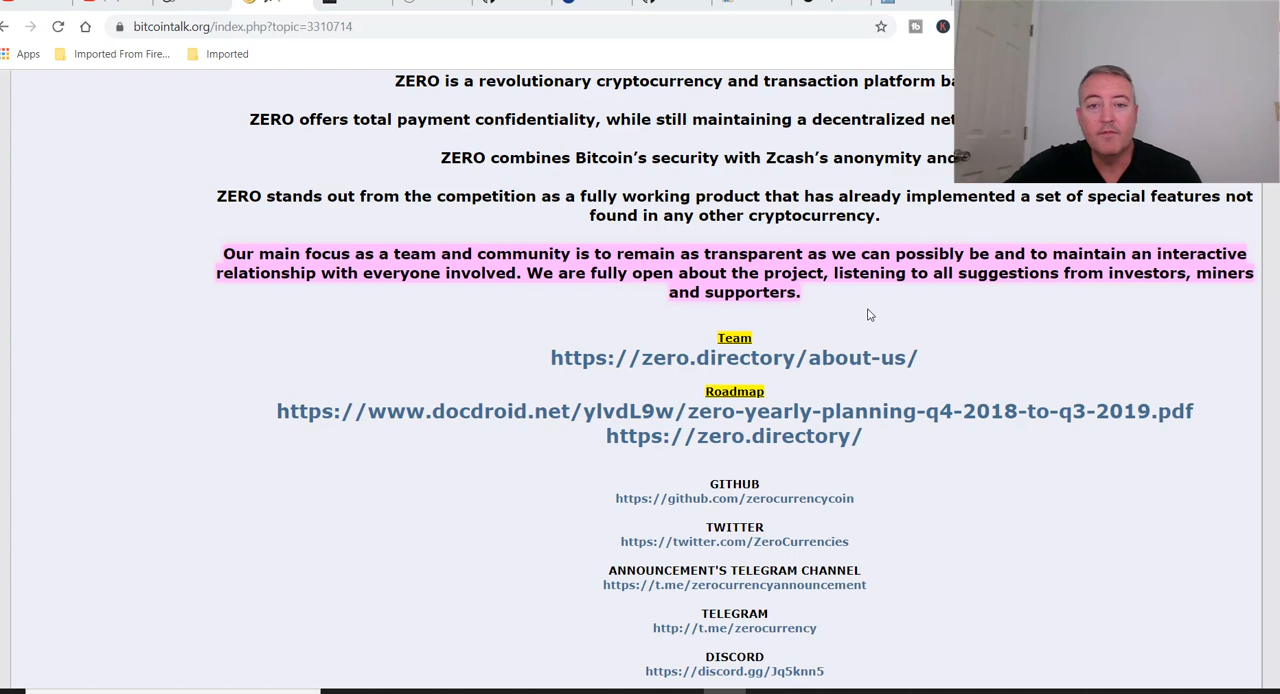 bitcointalk.org/index.php?topic=3310714
Apps Imported From Fire... Imported
ZERO is a revolutionary cryptocurrency and transaction platform
ZERO offers total payment confidentiality, while still maintaining a decentralized
ZERO combines Bitcoin’s security with Zcash’s anonymity
ZERO stands out from the competition as a fully working product that has already implemented a set of special features not
found in any other cryptocurrency.
Our main focus as a team and community is to remain as transparent as we can possibly be and to maintain an interactive
relationship with everyone involved. We are fully open about the project, listening to all suggestions from investors, miners
and supporters.
Team
https://zero.directory/about-us/
Roadmap
https://www.docdroid.net/ylvdL9w/zero-yearly-planning-q4-2018-to-q3-2019.pdf
https://zero.directory/
GITHUB
https://github.com/zerocurrencycoin
TWITTER
https://twitter.com/ZeroCurrencies
ANNOUNCEMENT'S TELEGRAM CHANNEL
https://t.me/zerocurrencyannouncement
TELEGRAM
http://t.me/zerocurrency
DISCORD
https://discord.gg/Jq5knn5